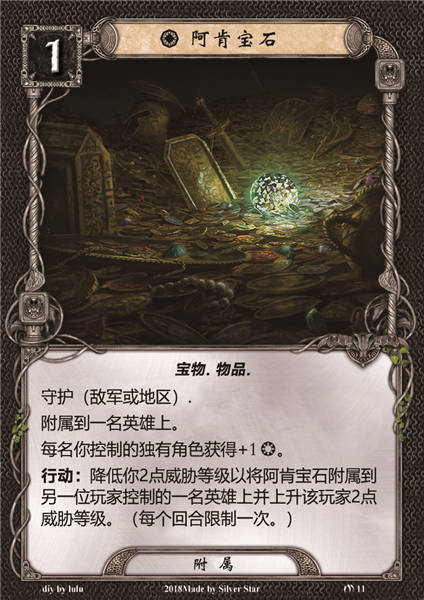 1
阿肯宝石
宝物. 物品.
守护（敌军或地区）.
附属到一名英雄上。
每名你控制的独有角色获得+1 。
行动：降低你2点威胁等级以将阿肯宝石附属到
另一位玩家控制的一名英雄上并上升该玩家2点
威胁等级。（每个回合限制一次。）
附属
diy by lulu
2018Made by Silver Star
11